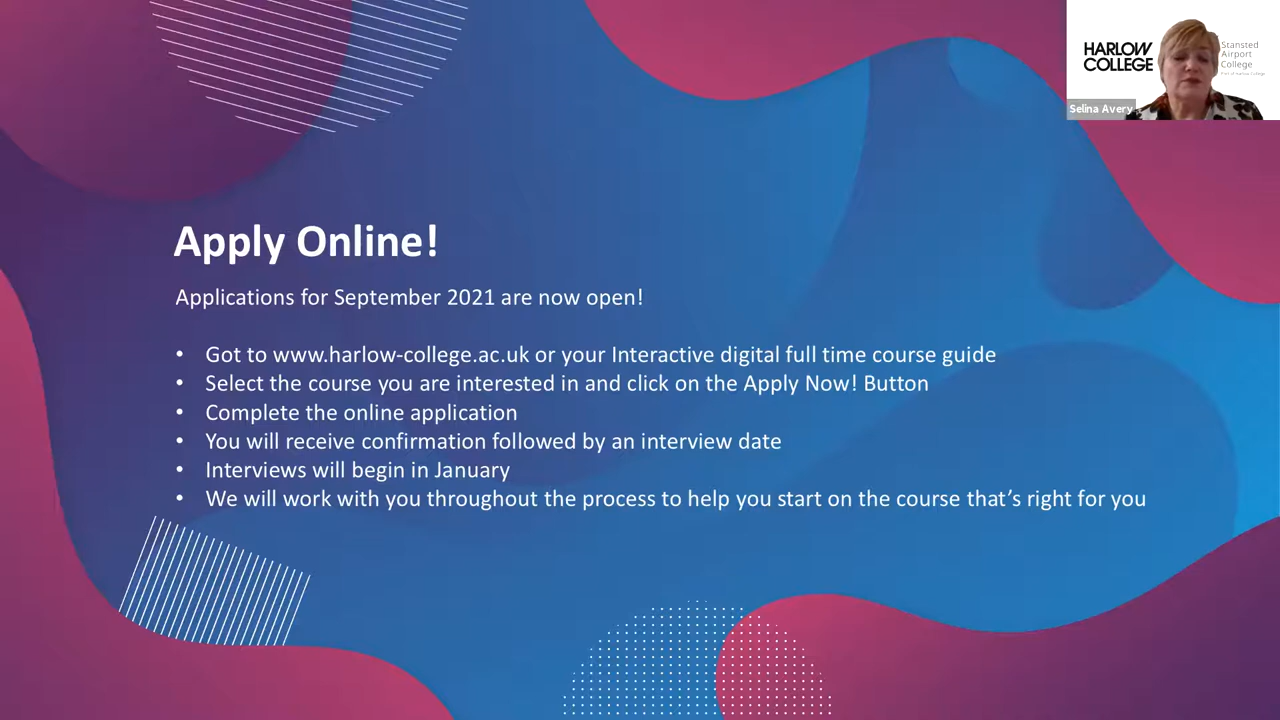 HARLOW
COLLEGE
Stansted
Airport
College
Selina Avery
Apply Online!
Applications for September 2021 are now open!
• Got to www.harlow-college.ac.uk or your Interactive digital full time course guide
• Select the course you are interested in and click on the Apply Now! Button
• Complete the online application
• You will receive confirmation followed by an interview date
• Interviews will begin in January
• We will work with you throughout the process to help you start on the course that’s right for you